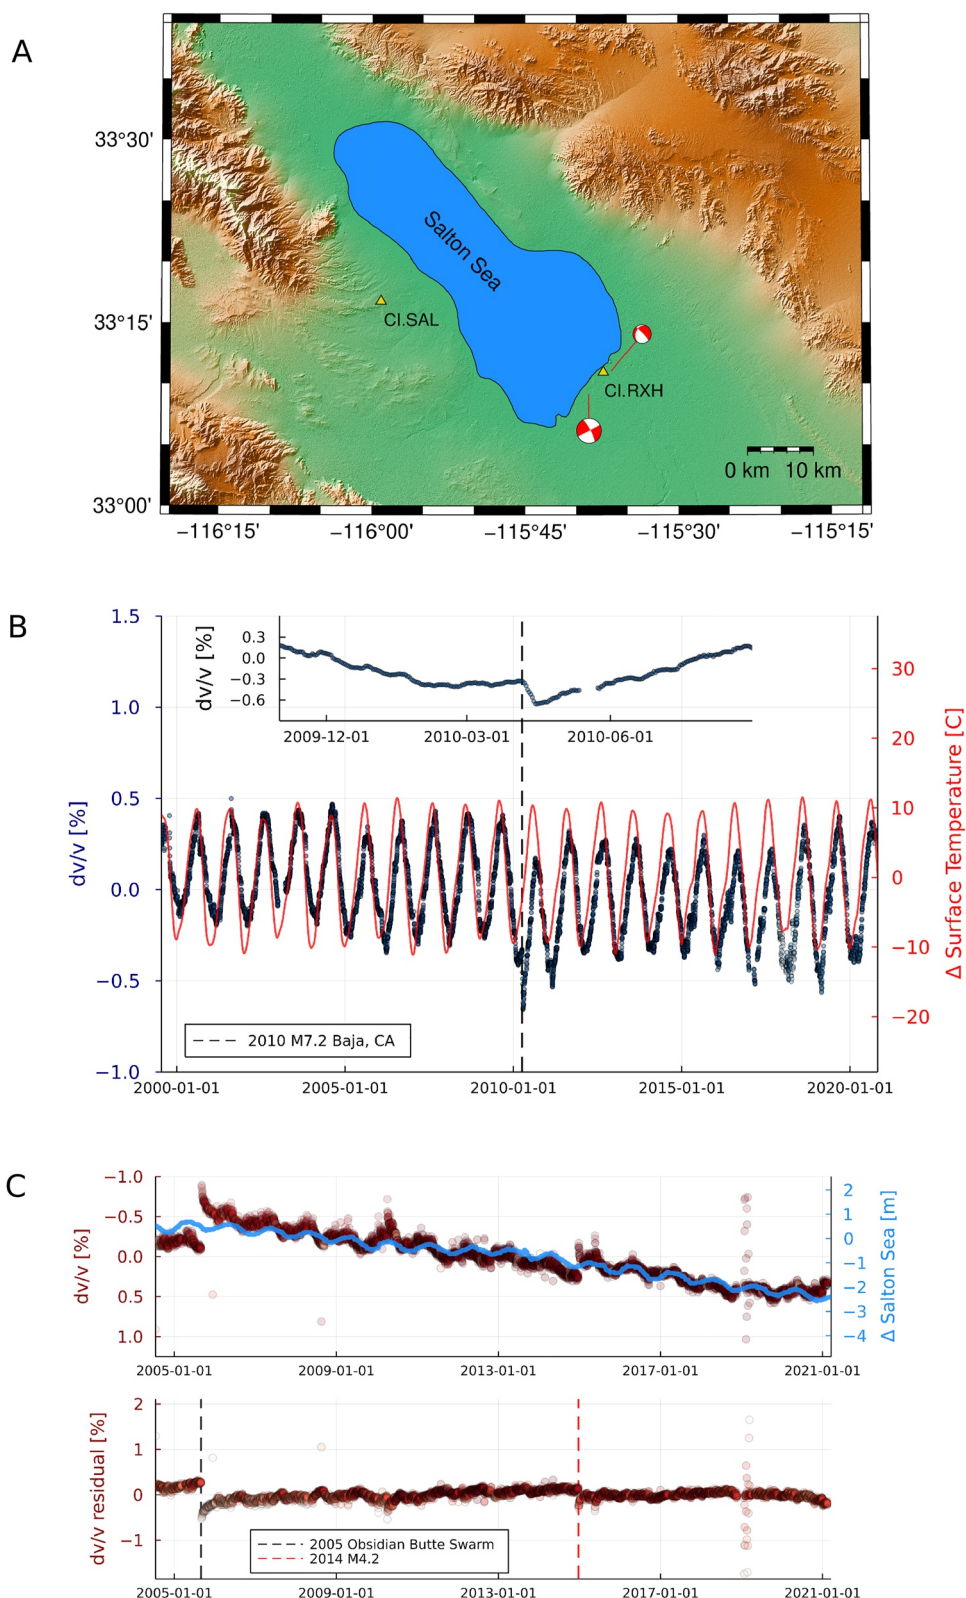 A
33°30'
33°15'
33°00'
Salton Sea
CI.SAL
CI.RXH
0 km 10 km
−116°15' −116°00' −115°45' −115°30' −115°15'
B
dv/v [%]
1.5
1.0
0.5
0.0
−0.5
−1.0
dv/v [%]
0.3
0.0
−0.3
−0.6
2009-12-01 2010-03-01 2010-06-01
30
20
10
0
−10
−20
Δ Surface Temperature [C]
2010 M7.2 Baja, CA
2000-01-01 2005-01-01 2010-01-01 2015-01-01 2020-01-01
C
dv/v [%]
−1.0
−0.5
0.0
0.5
1.0
2
1
0
−1
−2
−3
−4
Δ Salton Sea [m]
2005-01-01 2009-01-01 2013-01-01 2017-01-01 2021-01-01
dv/v residual [%]
2
1
0
−1
2005 Obsidian Butte Swarm
2014 M4.2
2005-01-01 2009-01-01 2013-01-01 2017-01-01 2021-01-01